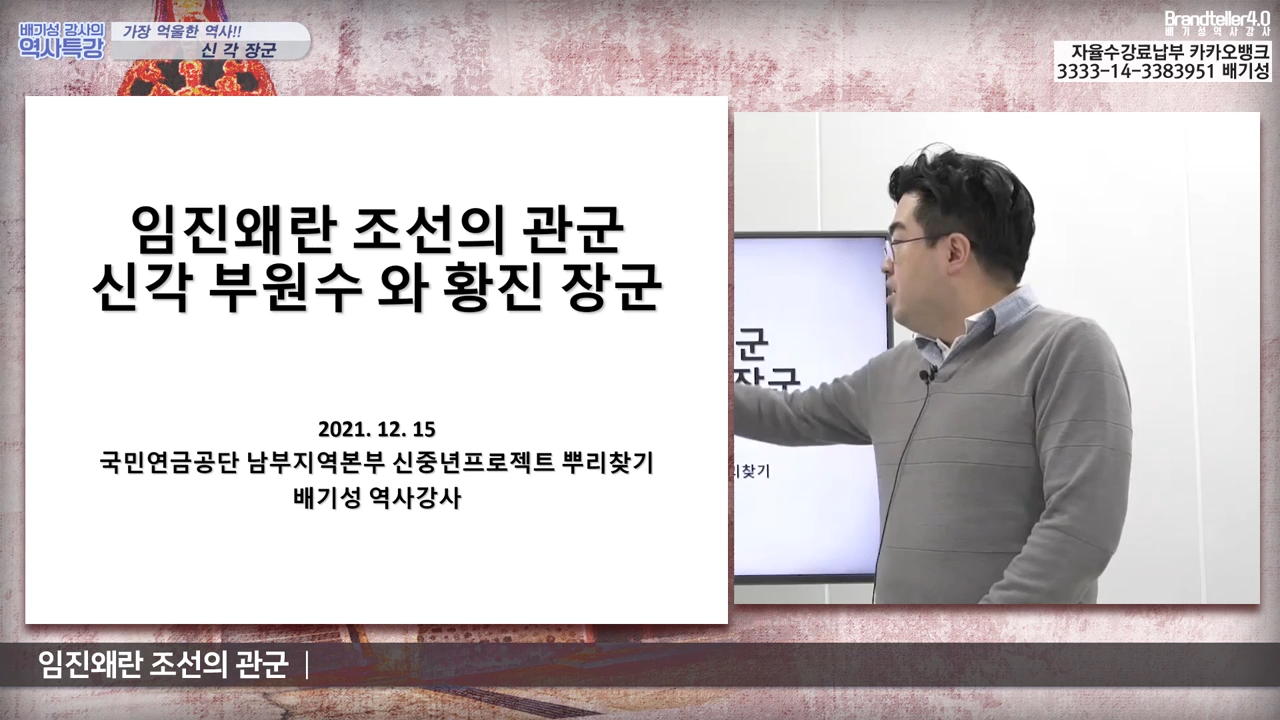 배기성 강사의
역사특강
가장 억울한 역사!!
신 각 장군
Brandteller4.0
배기성역사강사
자율수강료납부 카카오뱅크
3333-14-3383951 배기성
임진왜란 조선의 관군
신각 부원수 와 황진 장군
2021. 12. 15
국민연금공단 남부지역본부 신중년프로젝트 뿌리찾기
배기성 역사강사
군
장군
리찾기
임진왜란 조선의 관군